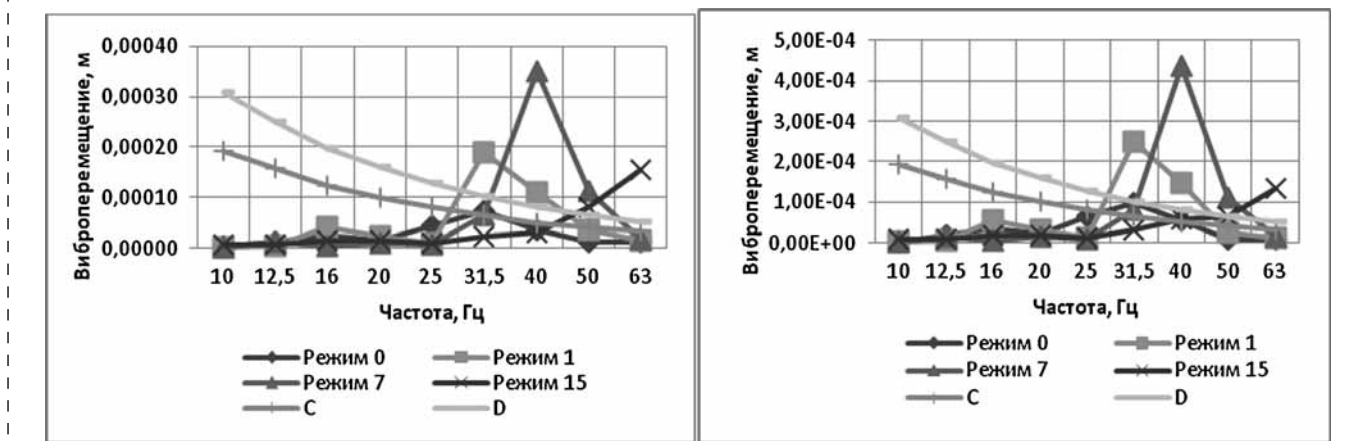 Виброперемещение, м
0,00040
0,00030
0,00020
0,00010
0,00000
10 12,5 16 20 25 31,5 40 50 63
Частота, Гц
Режим 0 Режим 1
Режим 7 Режим 15
C D
Виброперемещение, м
5,00E-04
4,00E-04
3,00E-04
2,00E-04
1,00E-04
0,00E+00
10 12,5 16 20 25 31,5 40 50 63
Частота, Гц
Режим 0 Режим 1
Режим 7 Режим 15
C D